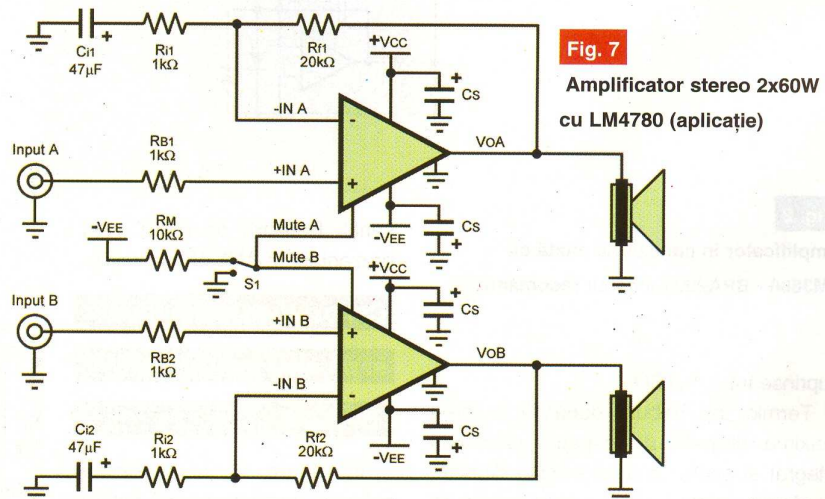 Ci1
47µF
Ri1
1kΩ
Rf1
20kΩ
+VCC
CS
-IN A
Input A
RB1
1kΩ
+IN A
VOA
-VEE
RM
10kΩ
Mute A
Mute B
S1
-VEE
CS
+VCC
CS
Input B
RB2
1kΩ
+IN B
VOB
-IN B
Ci2
47µF
Ri2
1kΩ
Rf2
20kΩ
-VEE
CS
Fig. 7
Amplificator stereo 2x60W
cu LM4780 (aplicație)